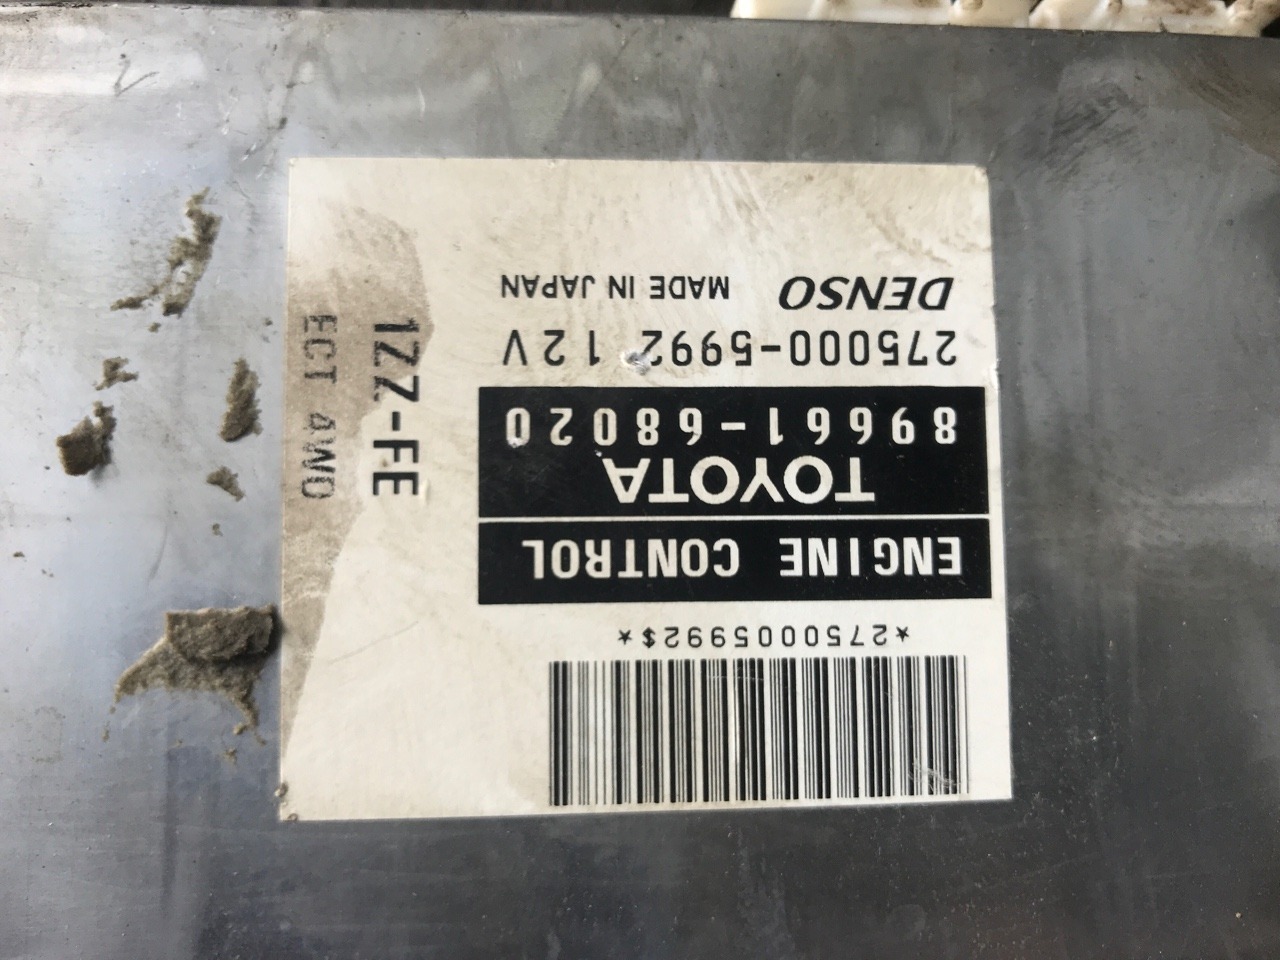 *2750005992$*
ENGINE CONTROL
TOYOTA
89661-68020
275000-5992 12V
DENSO MADE IN JAPAN
1ZZ-FE
ECT 4WD